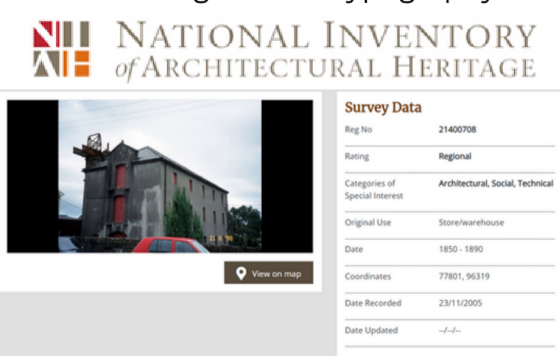 NATIONAL INVENTORY
of ARCHITECTURAL HERITAGE
Survey Data
Reg No 21400708
Rating Regional
Categories of Special Interest Architectural, Social, Technical
Original Use Store/warehouse
Date 1850 - 1890
View on map
Coordinates 77801, 96319
Date Recorded 23/11/2005
Date Updated --/--/--